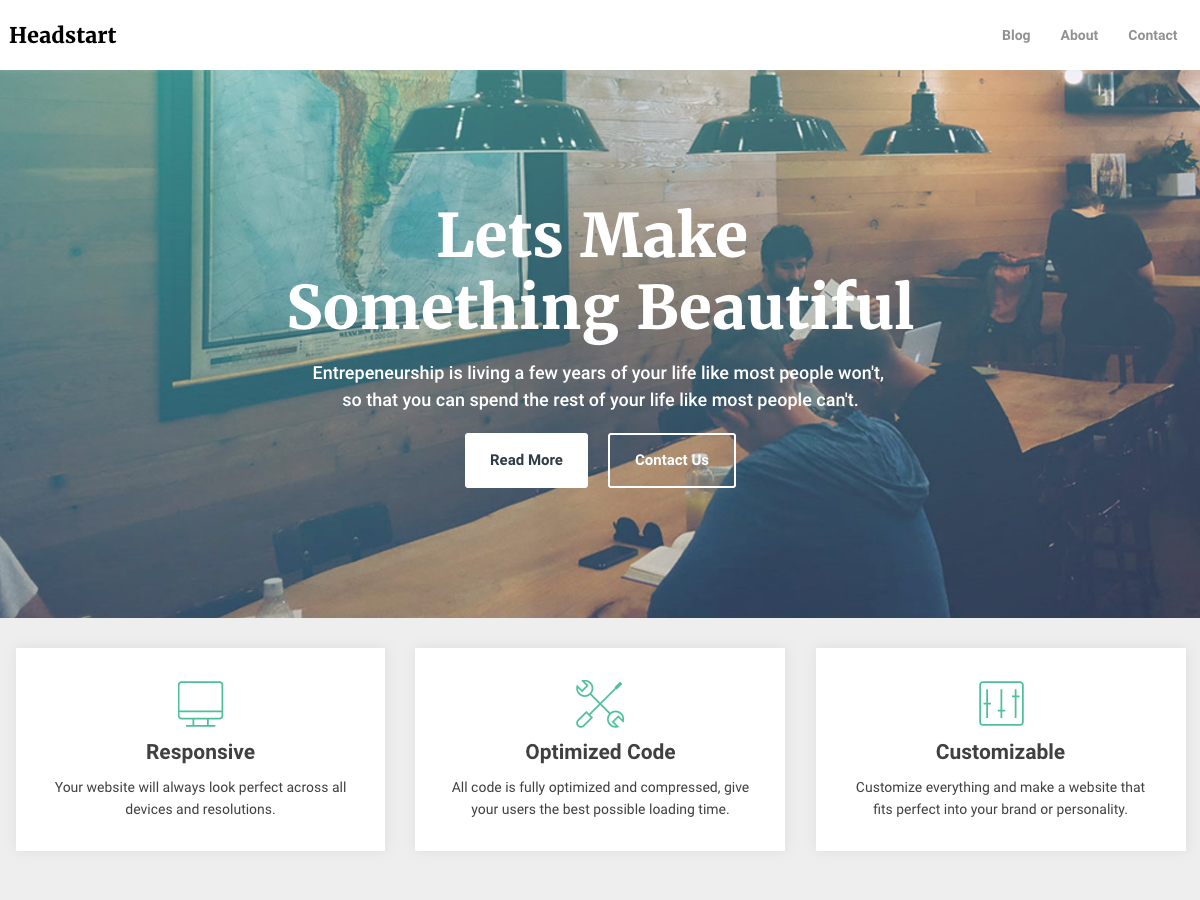 Headstart
Blog About Contact
Lets Make
Something Beautiful
Entrepeneurship is living a few years of your life like most people won't,
so that you can spend the rest of your life like most people can't.
Read More
Contact Us
Responsive
Your website will always look perfect across all
devices and resolutions.
Optimized Code
All code is fully optimized and compressed, give
your users the best possible loading time.
Customizable
Customize everything and make a website that
fits perfect into your brand or personality.